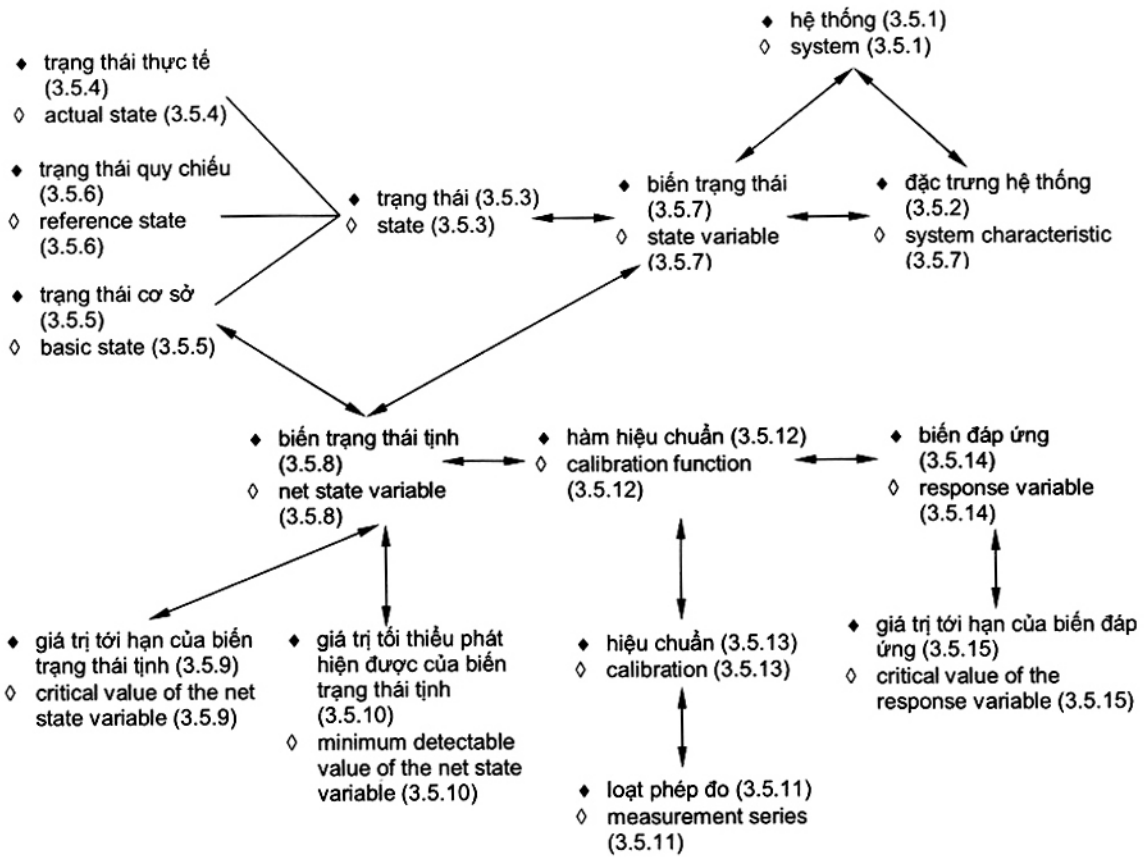 ◆ hệ thống (3.5.1)
◊ system (3.5.1)
◆ trạng thái thực tế
(3.5.4)
◊ actual state (3.5.4)
◆ trạng thái quy chiếu
(3.5.6)
◊ reference state
(3.5.6)
◆ trạng thái cơ sở
(3.5.5)
◊ basic state (3.5.5)
◆ trạng thái (3.5.3)
◊ state (3.5.3)
◆ biến trạng thái
(3.5.7)
◊ state variable
(3.5.7)
◆ đặc trưng hệ thống
(3.5.2)
◊ system characteristic
(3.5.7)
◆ biến trạng thái tịnh
(3.5.8)
◊ net state variable
(3.5.8)
◆ hàm hiệu chuẩn (3.5.12)
◊ calibration function
(3.5.12)
◆ biến đáp ứng
(3.5.14)
◊ response variable
(3.5.14)
◆ giá trị tới hạn của biến
trạng thái tịnh (3.5.9)
◊ critical value of the net
state variable (3.5.9)
◆ giá trị tối thiểu phát
hiện được của biến
trạng thái tịnh
(3.5.10)
◊ minimum detectable
value of the net state
variable (3.5.10)
◆ hiệu chuẩn (3.5.13)
◊ calibration (3.5.13)
◆ giá trị tới hạn của biến đáp
ứng (3.5.15)
◊ critical value of the
response variable (3.5.15)
◆ loạt phép đo (3.5.11)
◊ measurement series
(3.5.11)